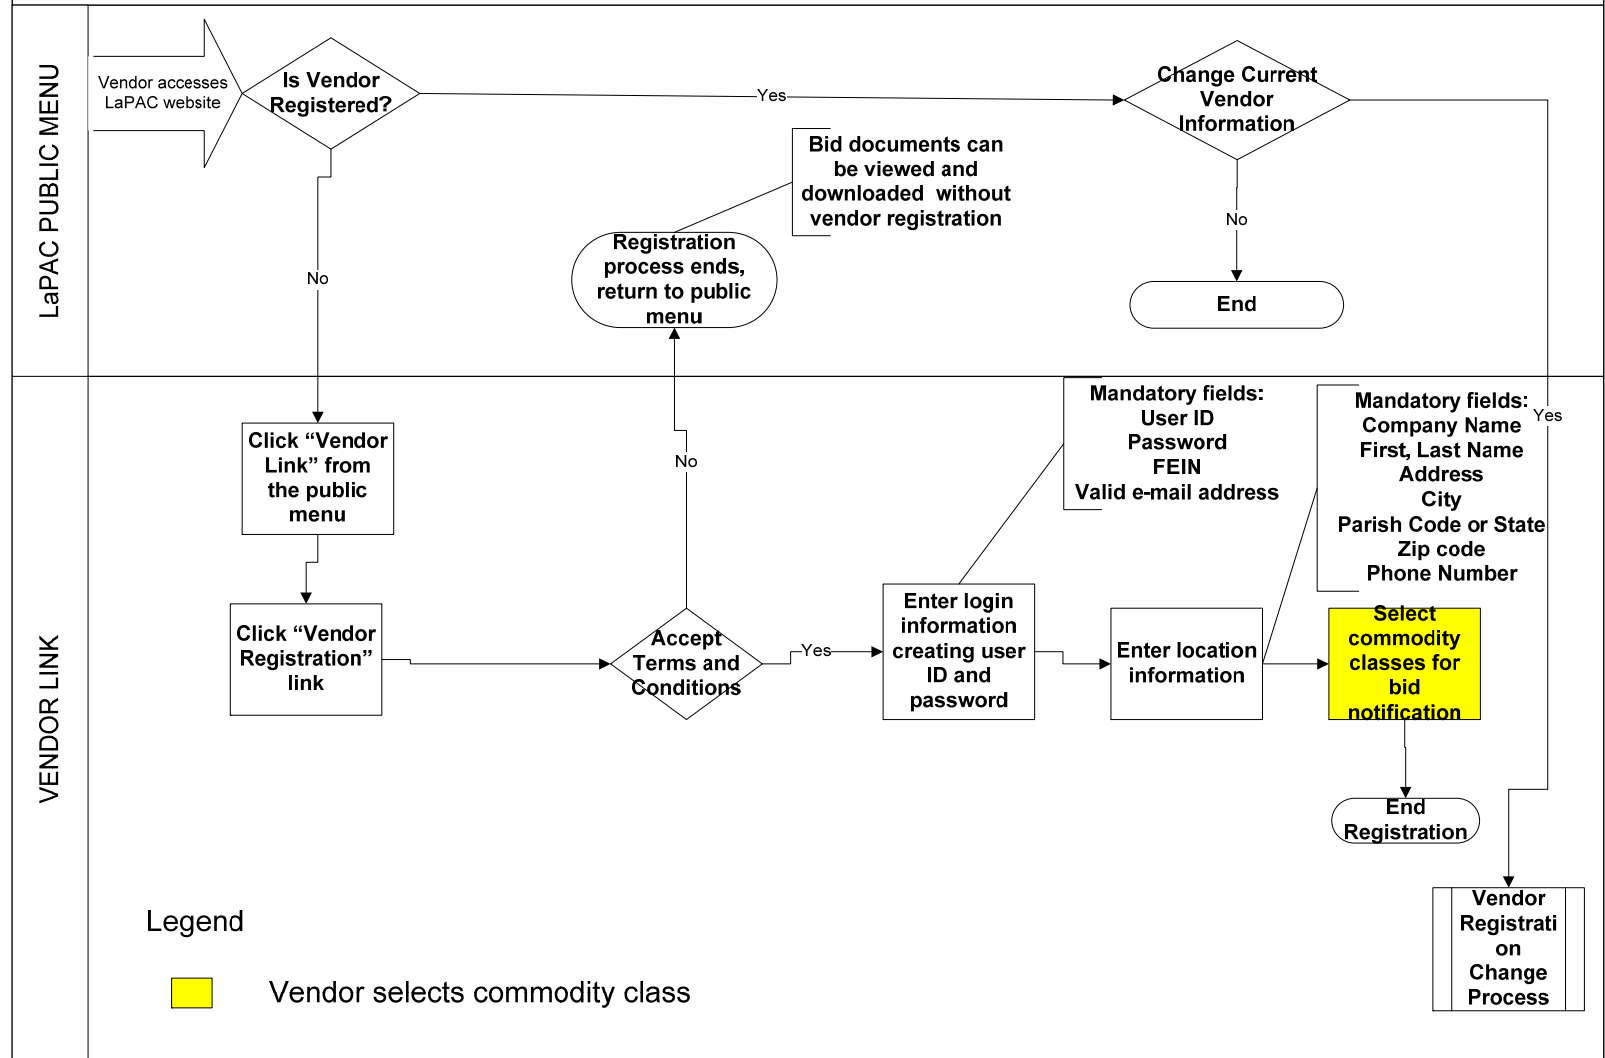 LaPAC PUBLIC MENU
Vendor accesses
LaPAC website
Is Vendor
Registered?
Yes
Change Current
Vendor
Information
Bid documents can
be viewed and
downloaded without
vendor registration
No
No
Registration
process ends,
return to public
menu
End
VENDOR LINK
Mandatory fields:
User ID
Password
FEIN
Valid e-mail address
Mandatory fields:
Company Name
First, Last Name
Address
City
Parish Code or State
Zip code
Phone Number
Yes
Click “Vendor
Link” from
the public
menu
No
Click “Vendor
Registration”
link
Accept
Terms and
Conditions
Yes
Enter login
information
creating user
ID and
password
Enter location
information
Select
commodity
classes for
bid
notification
End
Registration
Vendor
Registrati
on
Change
Process
Legend
Vendor selects commodity class